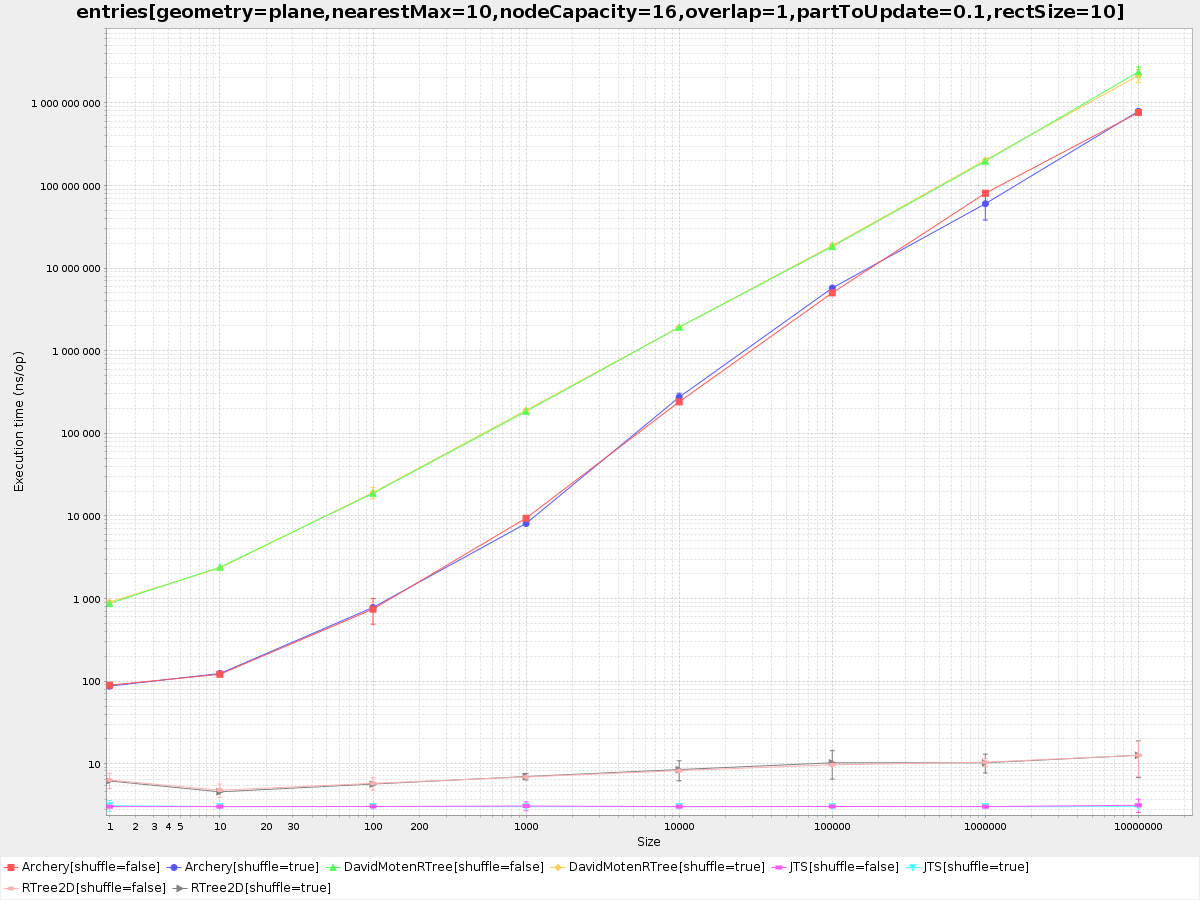 entries[geometry=plane,nearestMax=10,nodeCapacity=16,overlap=1,partToUpdate=0.1,rectSize=10]
Execution time (ns/op)
1 000 000 000
100 000 000
10 000 000
1 000 000
100 000
10 000
1 000
100
10
1 2 3 4 5 10 20 30 100 200 1000 10000 100000 1000000 10000000
Size
Archery[shuffle=false] Archery[shuffle=true] DavidMotenRTree[shuffle=false] DavidMotenRTree[shuffle=true] JTS[shuffle=false] JTS[shuffle=true]
RTree2D[shuffle=false] RTree2D[shuffle=true]